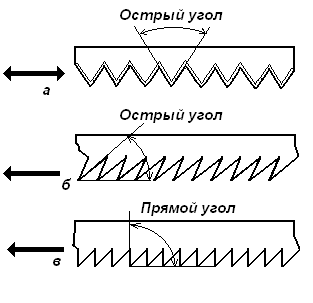 Острый угол
а
Острый угол
б
Прямой угол
в